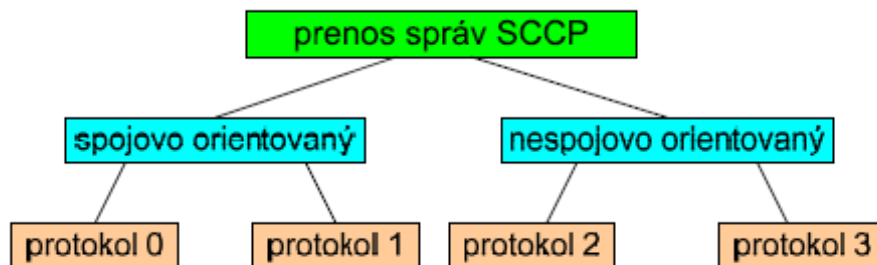 prenos správ SCCP
spojovo orientovaný
nespojovo orientovaný
protokol 0
protokol 1
protokol 2
protokol 3